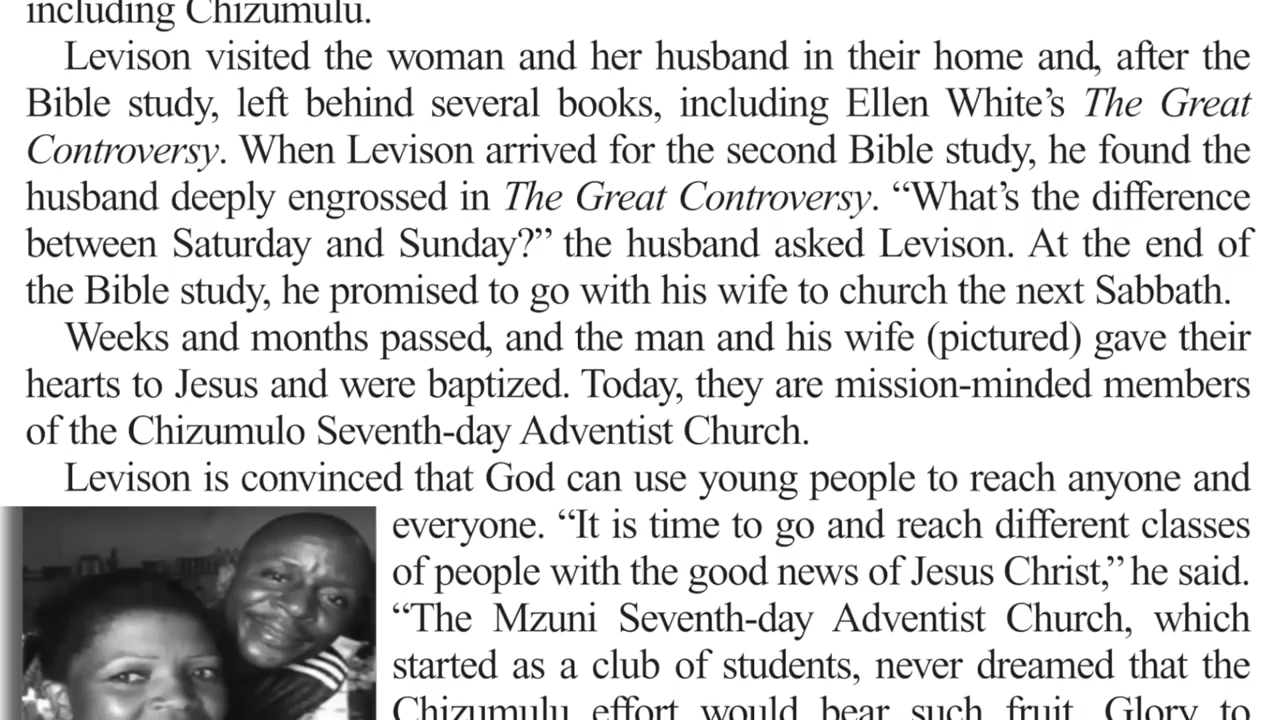 including Chizumulu.
Levison visited the woman and her husband in their home and, after the
Bible study, left behind several books, including Ellen White’s The Great
Controversy. When Levison arrived for the second Bible study, he found the
husband deeply engrossed in The Great Controversy. “What’s the difference
between Saturday and Sunday?” the husband asked Levison. At the end of
the Bible study, he promised to go with his wife to church the next Sabbath.
Weeks and months passed, and the man and his wife (pictured) gave their
hearts to Jesus and were baptized. Today, they are mission-minded members
of the Chizumulo Seventh-day Adventist Church.
Levison is convinced that God can use young people to reach anyone and
everyone. “It is time to go and reach different classes
of people with the good news of Jesus Christ,” he said.
“The Mzuni Seventh-day Adventist Church, which
started as a club of students, never dreamed that the
Chizumulu effort would bear such fruit. Glory to